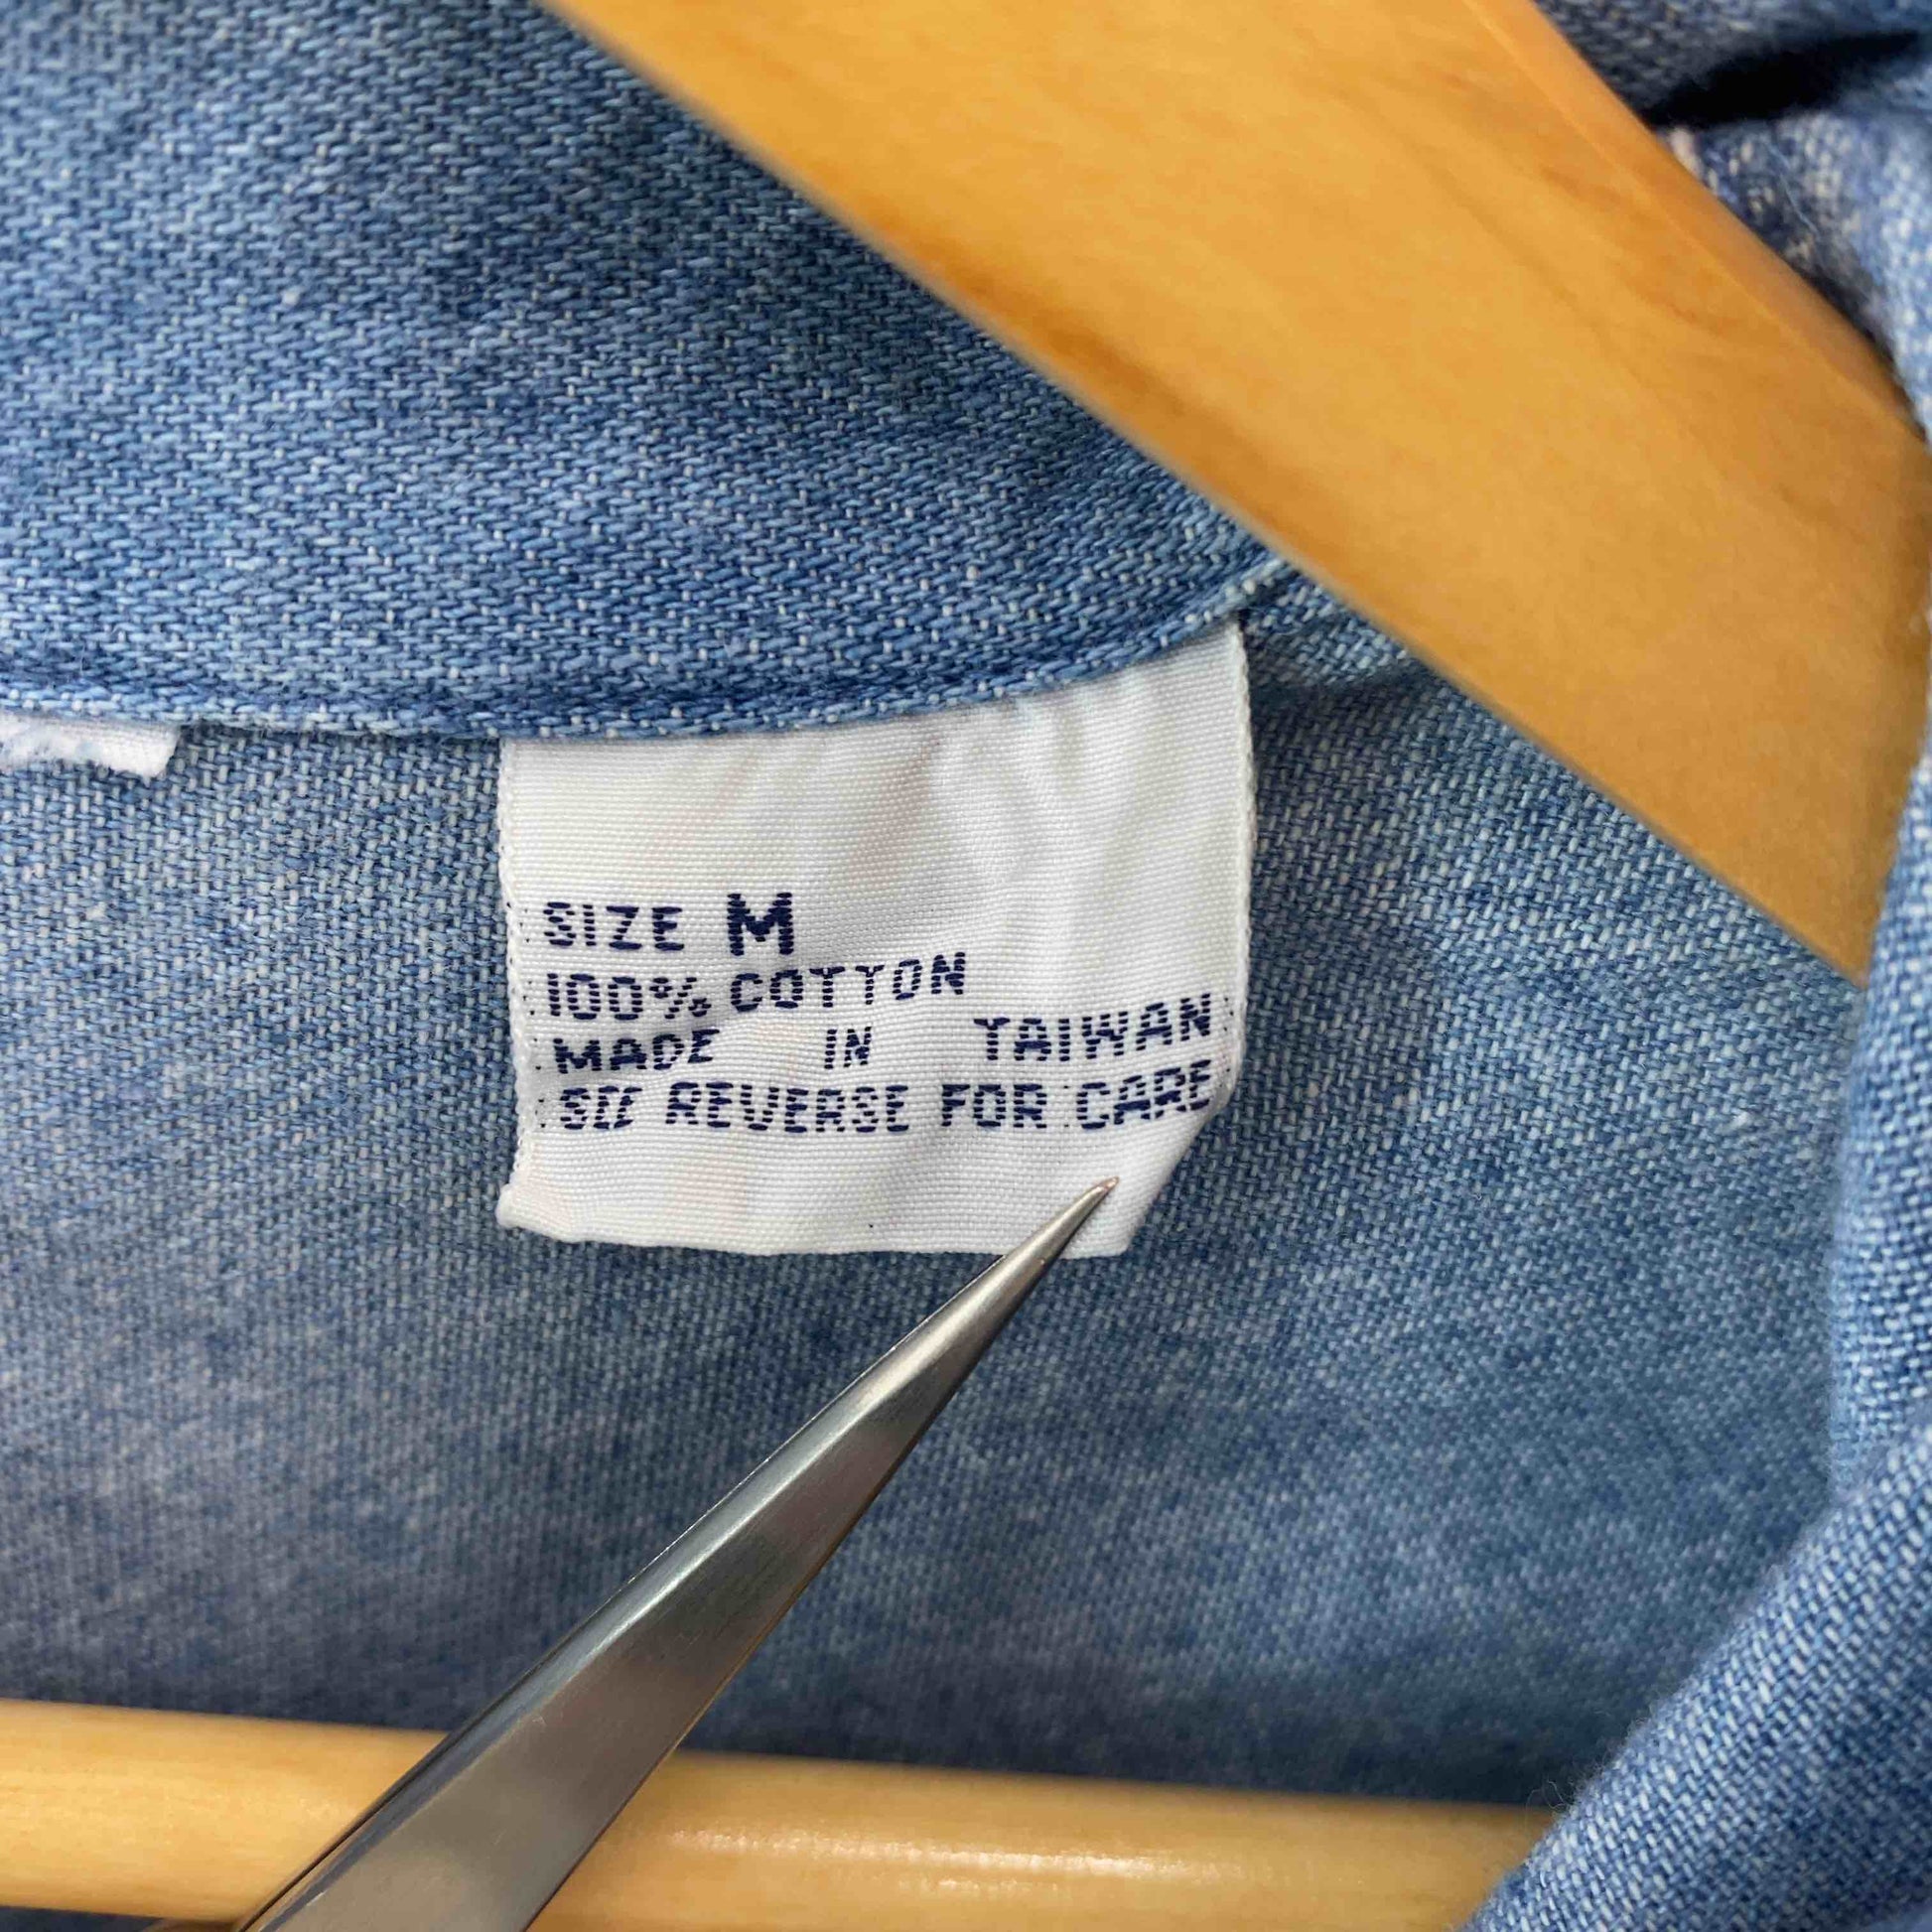 SIZE M
100% COTTON
MADE IN TAIWAN
SEE REVERSE FOR CARE